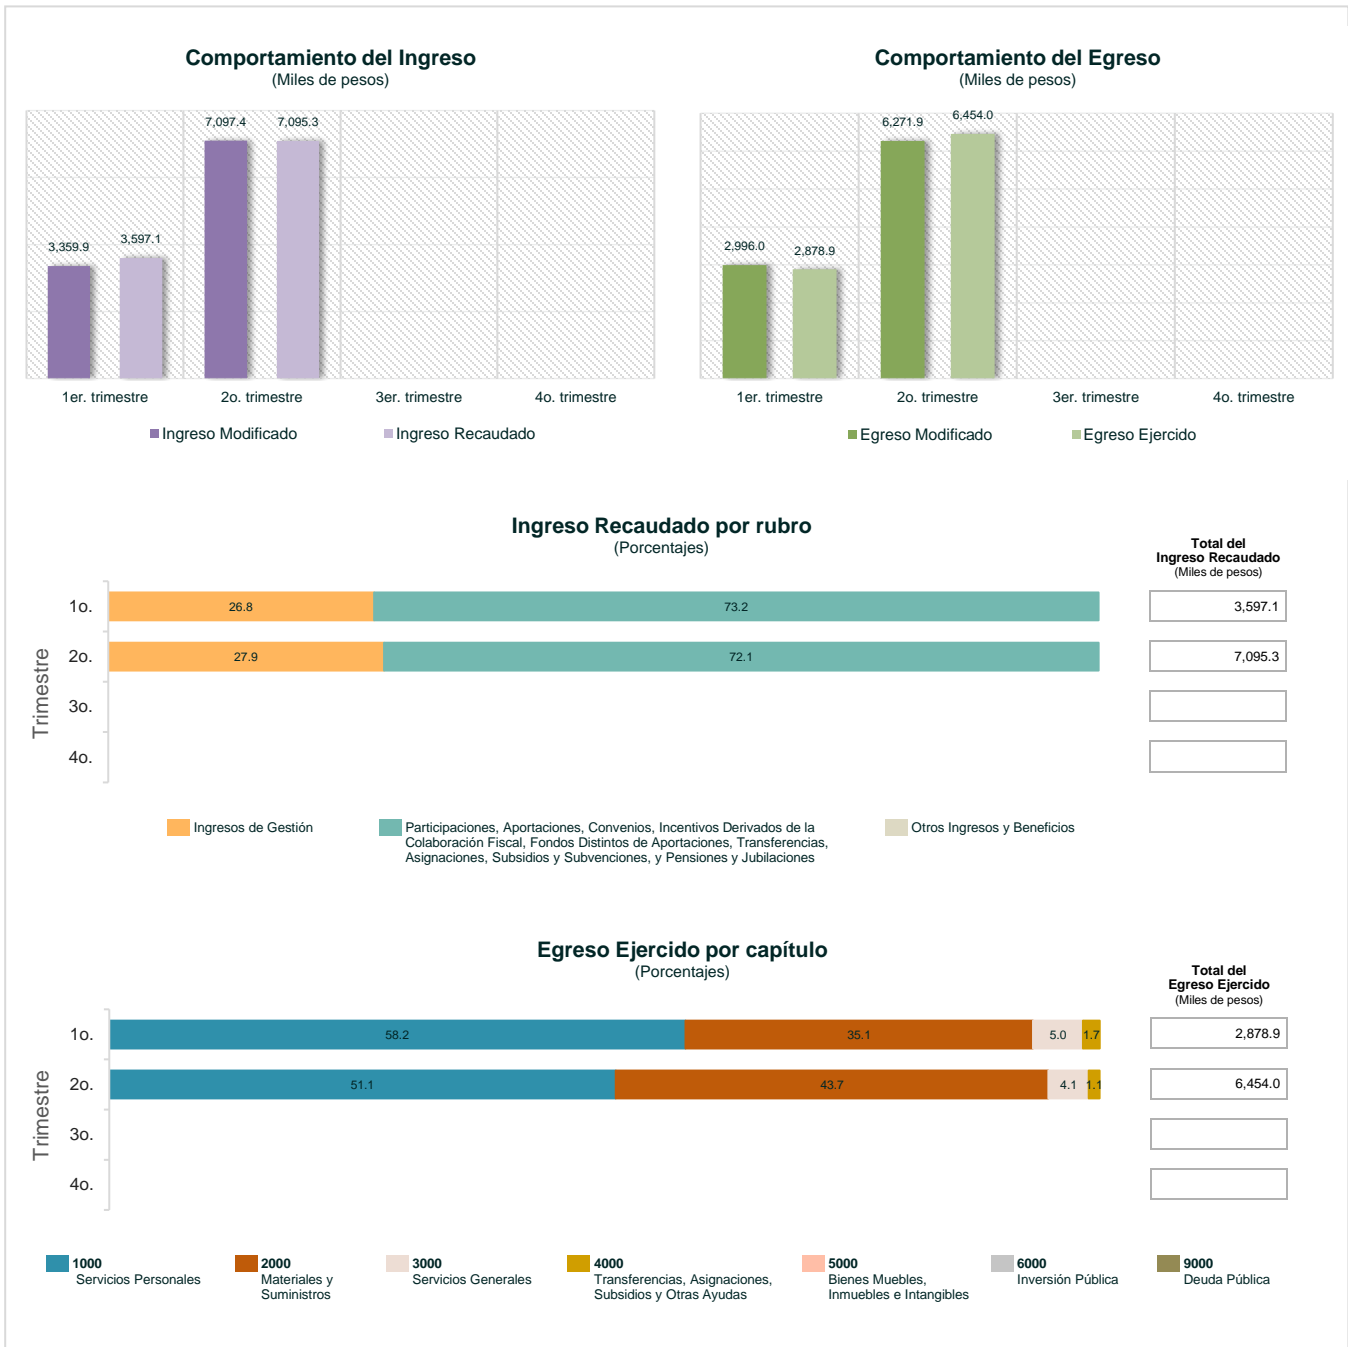 Comportamiento del Ingreso
(Miles de pesos)
7,097.4
7,095.3
3,359.9
3,597.1
1er. trimestre
2o. trimestre
3er. trimestre
4o. trimestre
Ingreso Modificado
Ingreso Recaudado
Comportamiento del Egreso
(Miles de pesos)
6,271.9
6,454.0
2,996.0
2,878.9
1er. trimestre
2o. trimestre
3er. trimestre
4o. trimestre
Egreso Modificado
Egreso Ejercido
Ingreso Recaudado por rubro
(Porcentajes)
Total del
Ingreso Recaudado
(Miles de pesos)
Trimestre
1o.
26.8
73.2
3,597.1
2o.
27.9
72.1
7,095.3
3o.
4o.
Ingresos de Gestión
Participaciones, Aportaciones, Convenios, Incentivos Derivados de la
Colaboración Fiscal, Fondos Distintos de Aportaciones, Transferencias,
Asignaciones, Subsidios y Subvenciones, y Pensiones y Jubilaciones
Otros Ingresos y Beneficios
Egreso Ejercido por capítulo
(Porcentajes)
Total del
Egreso Ejercido
(Miles de pesos)
Trimestre
1o.
58.2
35.1
5.0
1.7
2,878.9
2o.
51.1
43.7
4.1
1.1
6,454.0
3o.
4o.
1000
Servicios Personales
2000
Materiales y
Suministros
3000
Servicios Generales
4000
Transferencias, Asignaciones,
Subsidios y Otras Ayudas
5000
Bienes Muebles,
Inmuebles e Intangibles
6000
Inversión Pública
9000
Deuda Pública